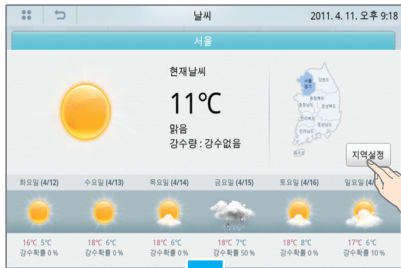 날씨
2011. 4. 11. 오후 9:18
서울
현재날씨
11℃
맑음
강수량 : 강수없음
지역설정
화요일 (4/12) 수요일 (4/13) 목요일 (4/14) 금요일 (4/15) 토요일 (4/16) 일요일 (4/
16℃ 5℃ 18℃ 6℃ 18℃ 6℃ 18℃ 7℃ 18℃ 8℃ 17℃ 6℃
강수확률 0 % 강수확률 0 % 강수확률 0 % 강수확률 50 % 강수확률 0 % 강수확률 10 %